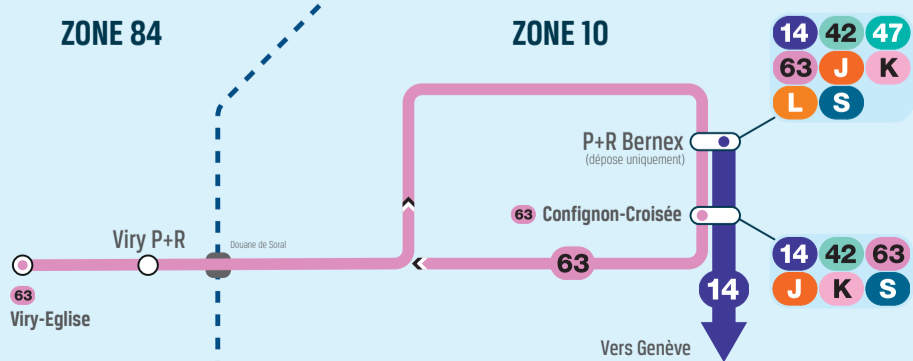 ZONE 84
ZONE 10
14 42 47
63 J K
L S
P+R Bernex
(dépose uniquement)
63 Confignon-Croisée
Viry P+R
Douane de Soral
63
14 42 63
J K S
63
Viry-Eglise
14
Vers Genève